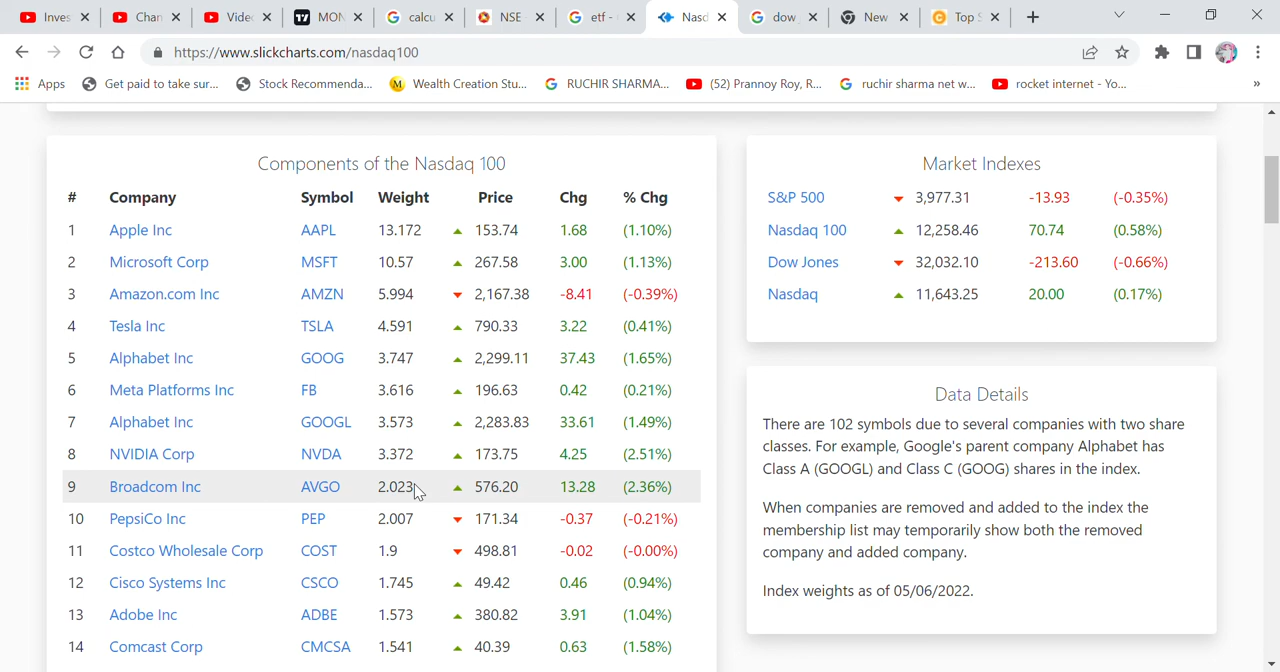 Inves
Chan
Vide
MON
calcu
NSE
etf -
Nasd
dow
New
Top S
https://www.slickcharts.com/nasdaq100
Apps
Get paid to take sur...
Stock Recommenda...
M
Wealth Creation Stu...
RUCHIR SHARMA...
(52) Prannoy Roy, R...
ruchir sharma net w...
rocket internet - Yo...
»
Components of the Nasdaq 100
# Company Symbol Weight Price Chg % Chg
1 Apple Inc AAPL 13.172 153.74 1.68 (1.10%)
2 Microsoft Corp MSFT 10.57 267.58 3.00 (1.13%)
3 Amazon.com Inc AMZN 5.994 2,167.38 -8.41 (-0.39%)
4 Tesla Inc TSLA 4.591 790.33 3.22 (0.41%)
5 Alphabet Inc GOOG 3.747 2,299.11 37.43 (1.65%)
6 Meta Platforms Inc FB 3.616 196.63 0.42 (0.21%)
7 Alphabet Inc GOOGL 3.573 2,283.83 33.61 (1.49%)
8 NVIDIA Corp NVDA 3.372 173.75 4.25 (2.51%)
9 Broadcom Inc AVGO 2.023 576.20 13.28 (2.36%)
10 PepsiCo Inc PEP 2.007 171.34 -0.37 (-0.21%)
11 Costco Wholesale Corp COST 1.9 498.81 -0.02 (-0.00%)
12 Cisco Systems Inc CSCO 1.745 49.42 0.46 (0.94%)
13 Adobe Inc ADBE 1.573 380.82 3.91 (1.04%)
14 Comcast Corp CMCSA 1.541 40.39 0.63 (1.58%)
Market Indexes
S&P 500 3,977.31 -13.93 (-0.35%)
Nasdaq 100 12,258.46 70.74 (0.58%)
Dow Jones 32,032.10 -213.60 (-0.66%)
Nasdaq 11,643.25 20.00 (0.17%)
Data Details
There are 102 symbols due to several companies with two share
classes. For example, Google's parent company Alphabet has
Class A (GOOGL) and Class C (GOOG) shares in the index.
When companies are removed and added to the index the
membership list may temporarily show both the removed
company and added company.
Index weights as of 05/06/2022.